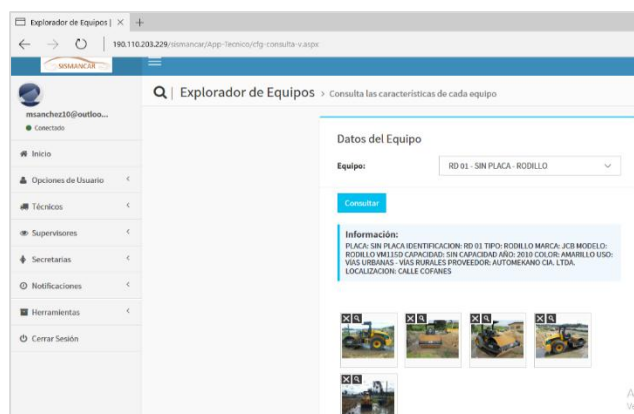 Explorador de Equipos |
190.110.203.229/sismancar/App-Tecnico/cfg-consulta-v.aspx
SISMANCAR
Explorador de Equipos > Consulta las características de cada equipo
msanchez10@outloo...
Conectado
Inicio
Opciones de Usuario
Técnicos
Supervisores
Secretarias
Notificaciones
Herramientas
Cerrar Sesión
Datos del Equipo
Equipo: RD 01 - SIN PLACA - RODILLO
Consultar
Información:
PLACA: SIN PLACA IDENTIFICACION: RD 01 TIPO: RODILLO MARCA: JCB MODELO:
RODILLO VM115D CAPACIDAD: SIN CAPACIDAD AÑO: 2010 COLOR: AMARILLO USO:
VIAS URBANAS - VIAS RURALES PROVEEDOR: AUTOMEKANO CIA. LTDA.
LOCALIZACION: CALLE COFANES